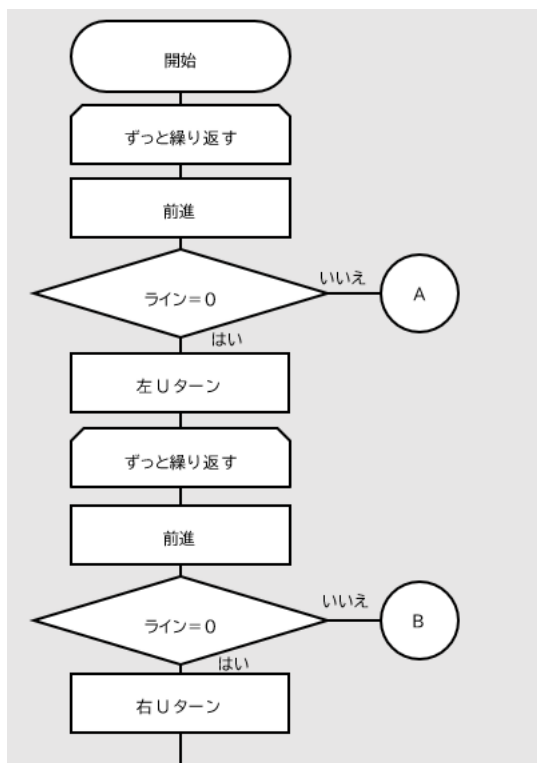 開始
ずっと繰り返す
前進
ライン=0
いいえ
A
はい
左Uターン
ずっと繰り返す
前進
ライン=0
いいえ
B
はい
右Uターン